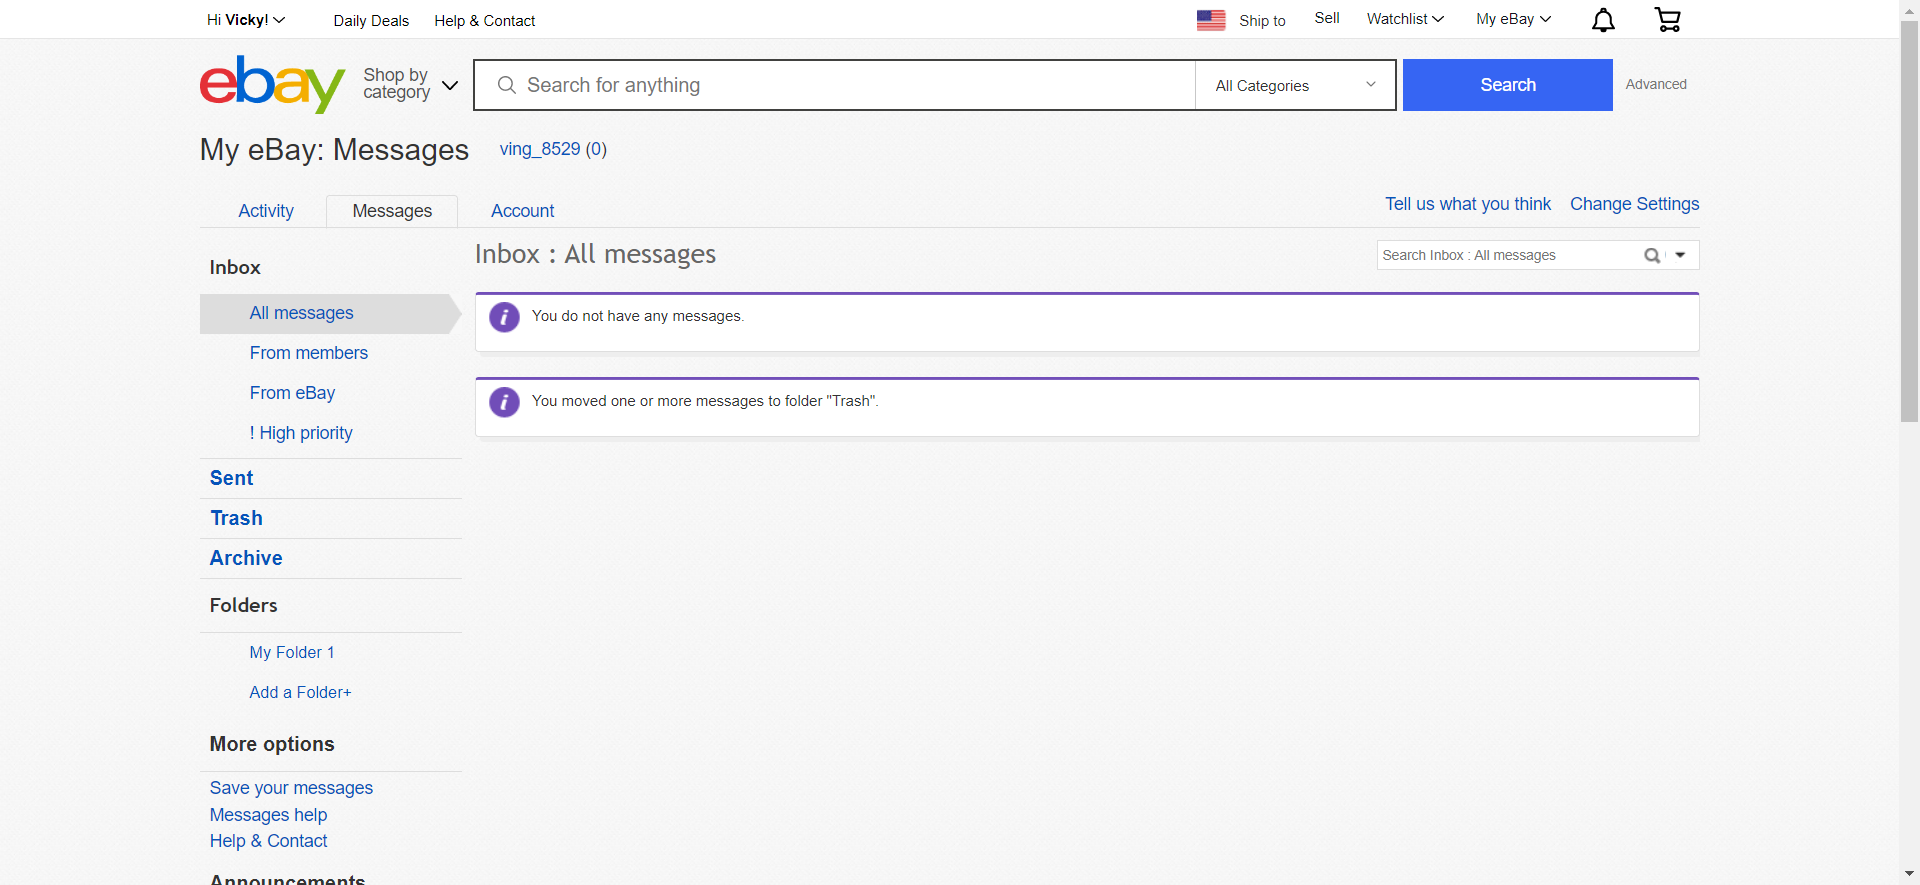 Hi Vicky!
Daily Deals
Help & Contact
Ship to
Sell
Watchlist
My eBay
ebay
Shop by
category
Search for anything
All Categories
Search
Advanced
My eBay: Messages
ving_8529 (0)
Activity
Messages
Account
Tell us what you think
Change Settings
Inbox
Inbox : All messages
Search Inbox : All messages
All messages
From members
From eBay
! High priority
Sent
Trash
Archive
Folders
My Folder 1
Add a Folder+
More options
Save your messages
Messages help
Help & Contact
Announcements
i You do not have any messages.
i You moved one or more messages to folder "Trash".